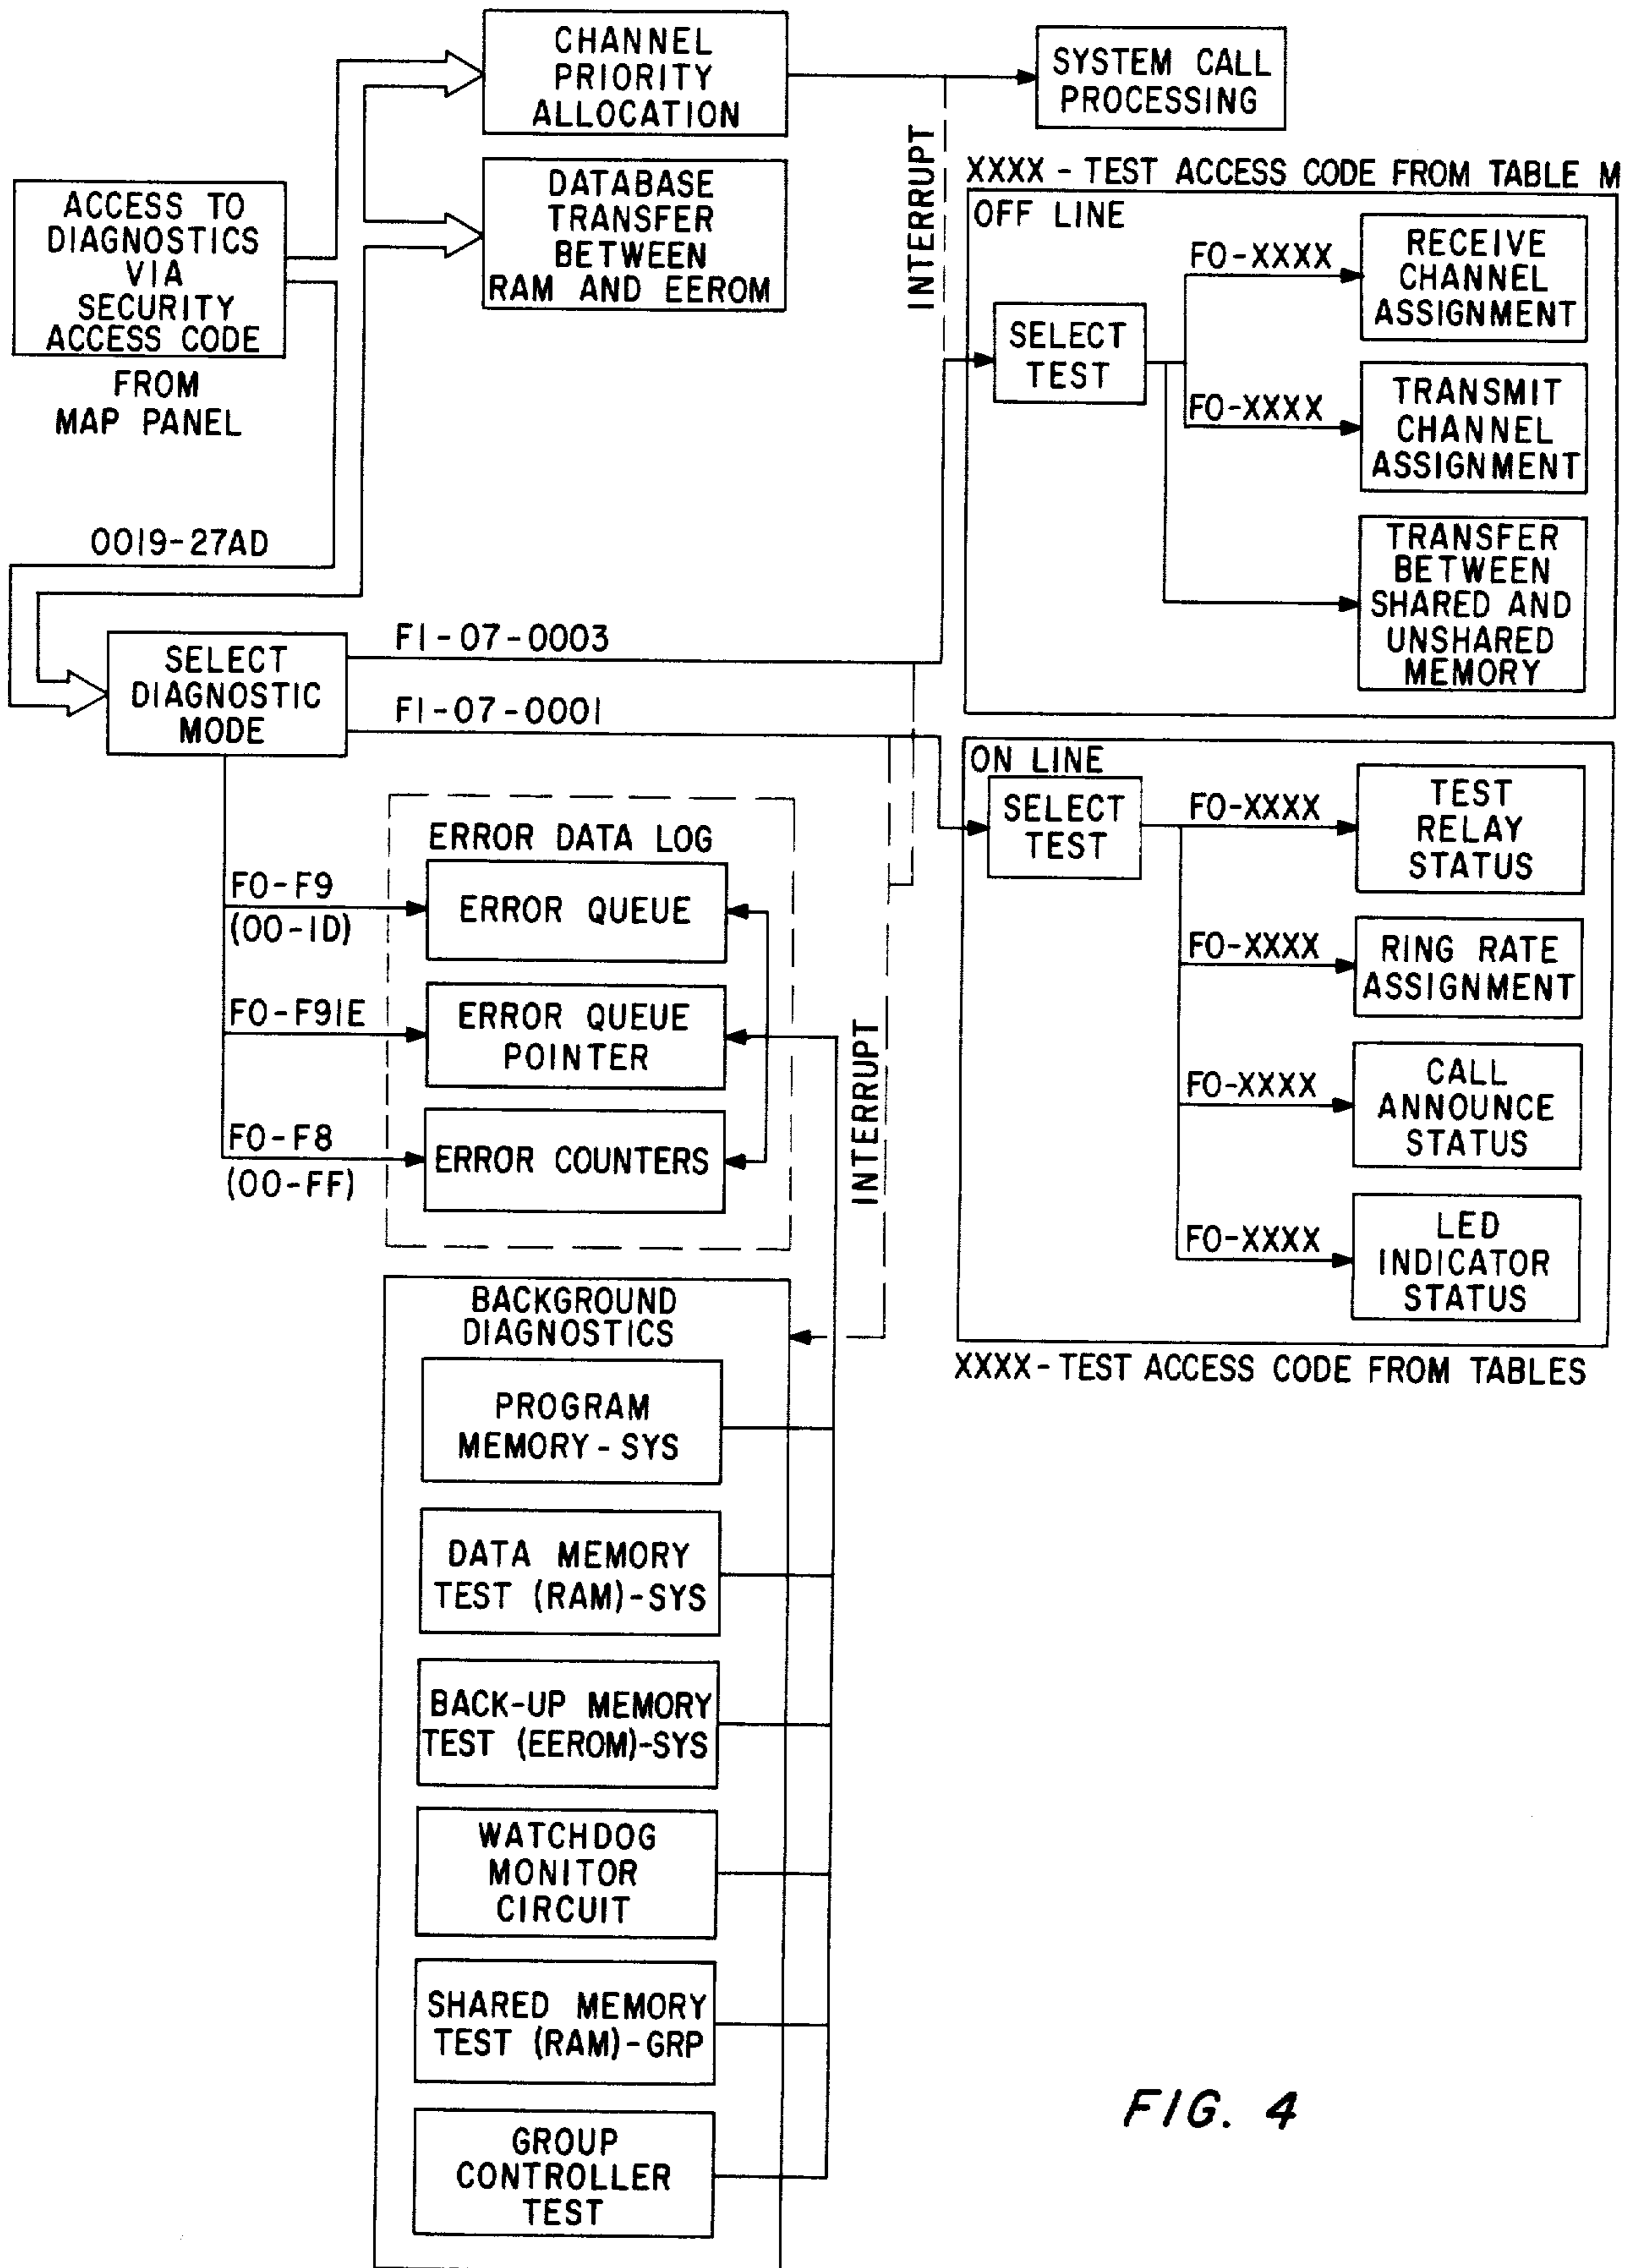 CHANNEL
PRIORITY
ALLOCATION
SYSTEM CALL
PROCESSING
DATABASE
TRANSFER
BETWEEN
RAM AND EEROM
ACCESS TO
DIAGNOSTICS
VIA
SECURITY
ACCESS CODE
FROM
MAP PANEL
INTERRUPT
XXXX - TEST ACCESS CODE FROM TABLE M
OFF LINE
SELECT
TEST
FO-XXXX
RECEIVE
CHANNEL
ASSIGNMENT
FO-XXXX
TRANSMIT
CHANNEL
ASSIGNMENT
TRANSFER
BETWEEN
SHARED AND
UNSHARED
MEMORY
0019-27AD
SELECT
DIAGNOSTIC
MODE
F1-07-0003
F1-07-0001
ON LINE
SELECT
TEST
FO-XXXX
TEST
RELAY
STATUS
FO-XXXX
RING RATE
ASSIGNMENT
FO-XXXX
CALL
ANNOUNCE
STATUS
FO-XXXX
LED
INDICATOR
STATUS
XXXX-TEST ACCESS CODE FROM TABLES
ERROR DATA LOG
FO-F9
(00-1D)
ERROR QUEUE
FO-F91E
ERROR QUEUE
POINTER
FO-F8
(00-FF)
ERROR COUNTERS
INTERRUPT
BACKGROUND
DIAGNOSTICS
PROGRAM
MEMORY-SYS
DATA MEMORY
TEST (RAM)-SYS
BACK-UP MEMORY
TEST (EEROM)-SYS
WATCHDOG
MONITOR
CIRCUIT
SHARED MEMORY
TEST (RAM)-GRP
GROUP
CONTROLLER
TEST
FIG. 4